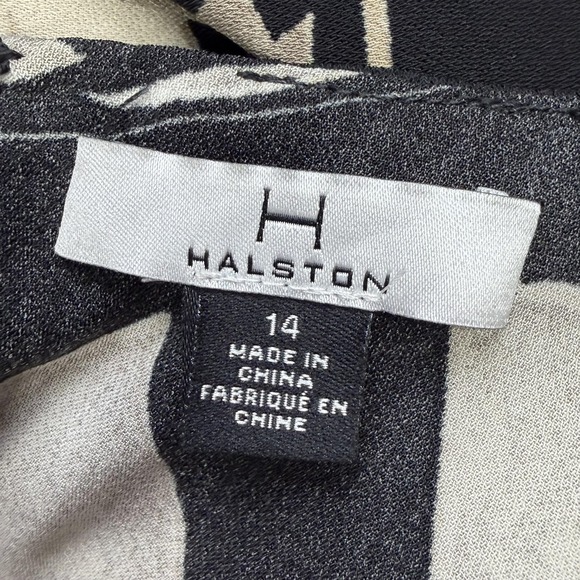 H
HALSTON
14
MADE IN
CHINA
FABRIQUÉ EN
CHINE